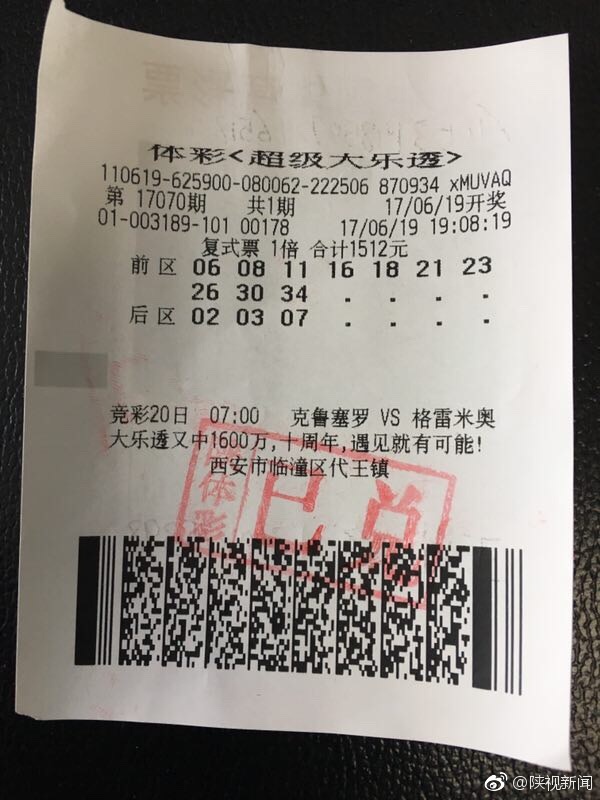 体彩<超级大乐透>
110619-625900-080062-222506 870934 xMUVAQ
第 17070期 共1期 17/06/19开奖
01-003189-101 00178 17/06/19 19:08:19
复式票 1倍 合计1512元
前区 06 08 11 16 18 21 23
26 30 34 . . . .
后区 02 03 07 . . . .
竞彩20日 07:00 克鲁塞罗 VS 格雷米奥
大乐透又中1600万,十周年,遇见就有可能!
西安市临潼区代王镇
体彩
已兑
@陕视新闻